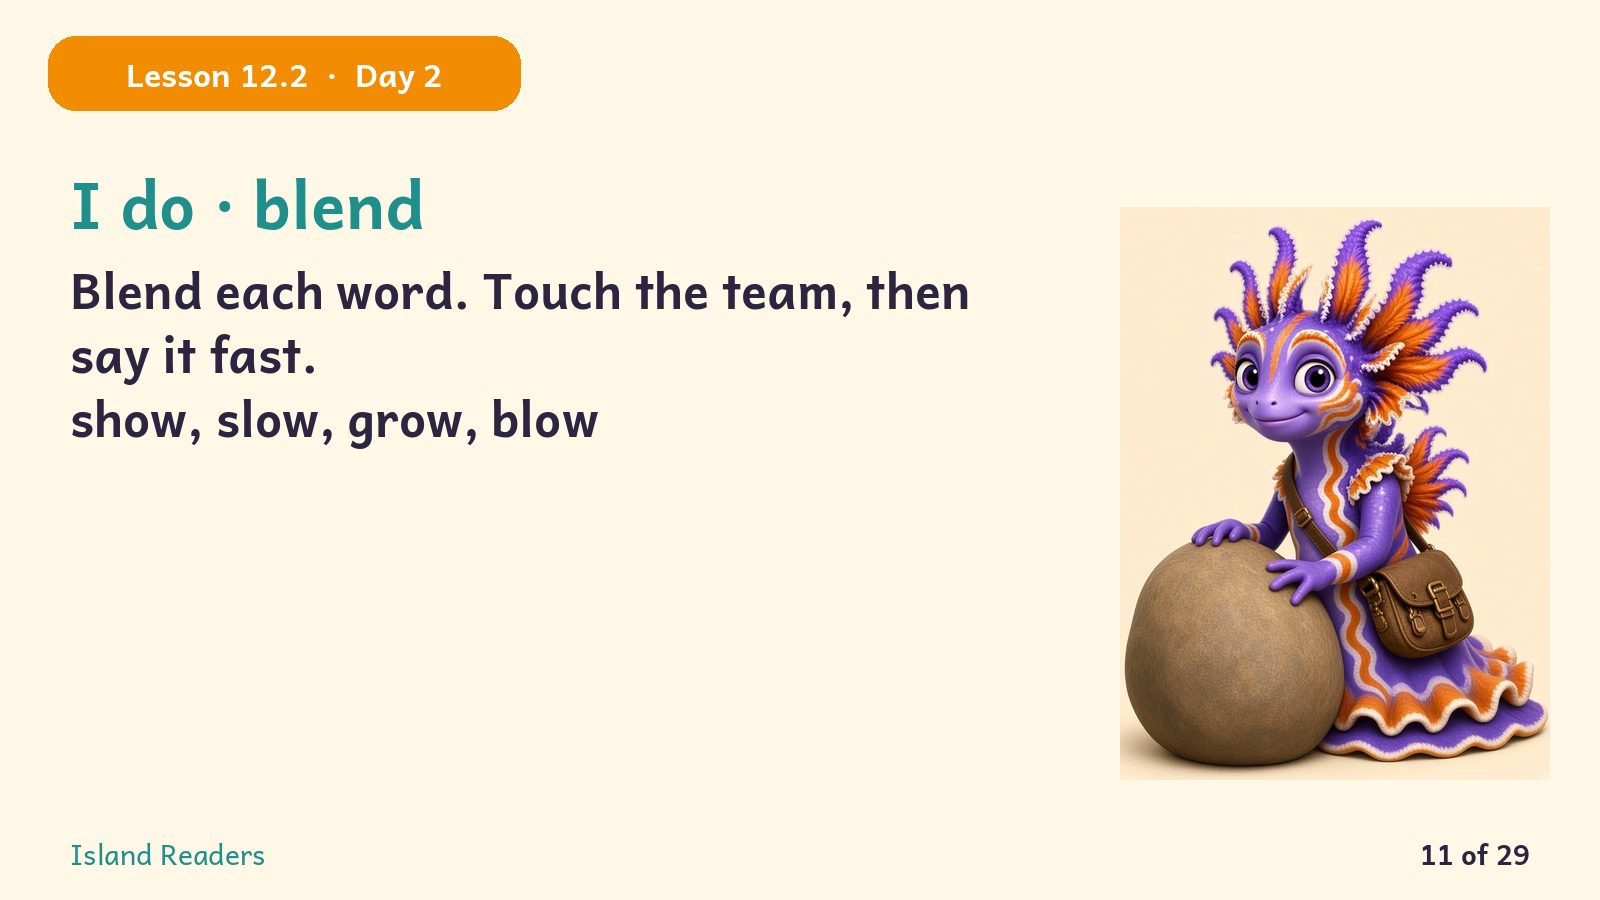 Lesson 12.2 · Day 2
I do · blend
Blend each word. Touch the team, then
say it fast.
show, slow, grow, blow
Island Readers
11 of 29